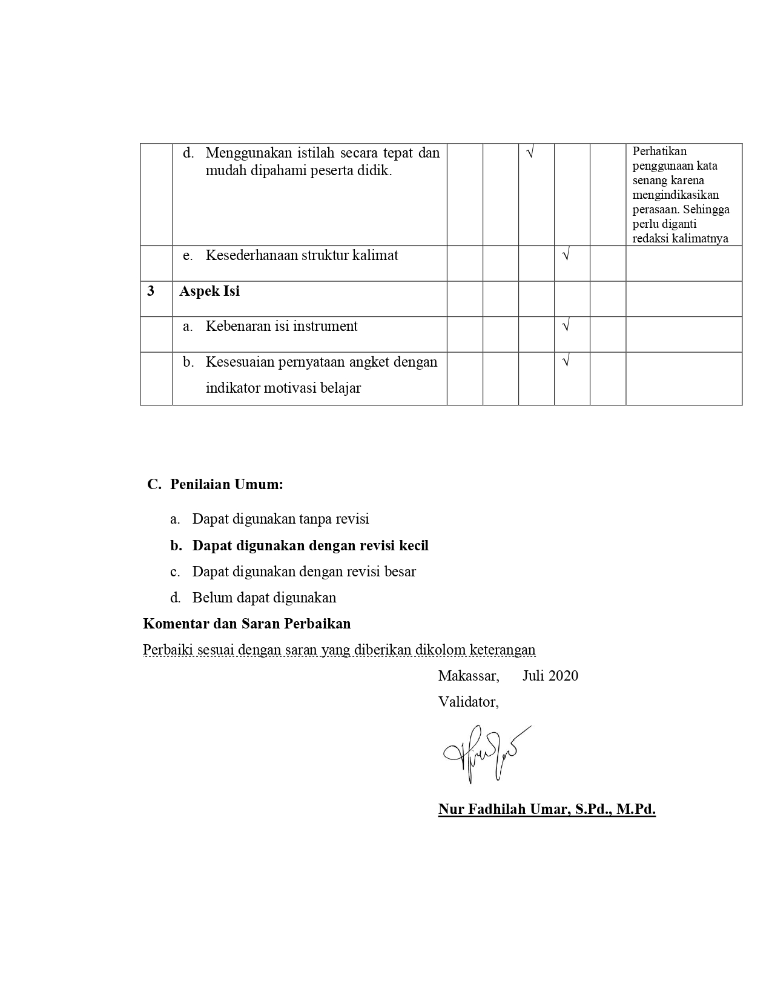 d. Menggunakan istilah secara tepat dan √ Perhatikan
mudah dipahami peserta didik. penggunaan kata
senang karena
mengindikasikan
perasaan. Sehingga
perlu diganti
redaksi kalimatnya
e. Kesederhanaan struktur kalimat √
3 Aspek Isi
a. Kebenaran isi instrument √
b. Kesesuaian pernyataan angket dengan √
indikator motivasi belajar
C. Penilaian Umum:
a. Dapat digunakan tanpa revisi
b. Dapat digunakan dengan revisi kecil
c. Dapat digunakan dengan revisi besar
d. Belum dapat digunakan
Komentar dan Saran Perbaikan
Perbaiki sesuai dengan saran yang diberikan dikolom keterangan
Makassar, Juli 2020
Validator,
Nur Fadhilah Umar, S.Pd., M.Pd.